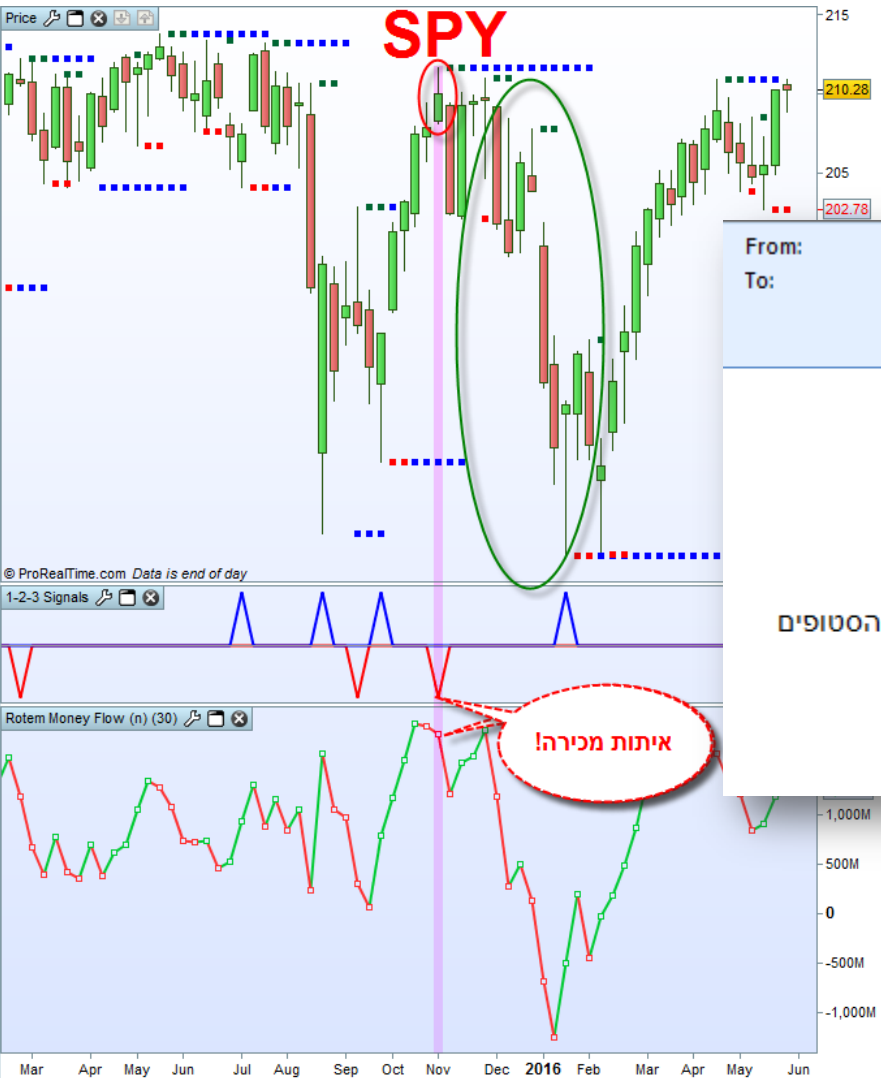 Price
SPY
215
210.28
205
202.78
From:
To:
© ProRealTime.com Data is end of day
1-2-3 Signals
הסטופים
Rotem Money Flow (n) (30)
איתות מכירה!
1,000M
500M
0
-500M
-1,000M
Mar Apr May Jun Jul Aug Sep Oct Nov Dec 2016 Feb Mar Apr May Jun